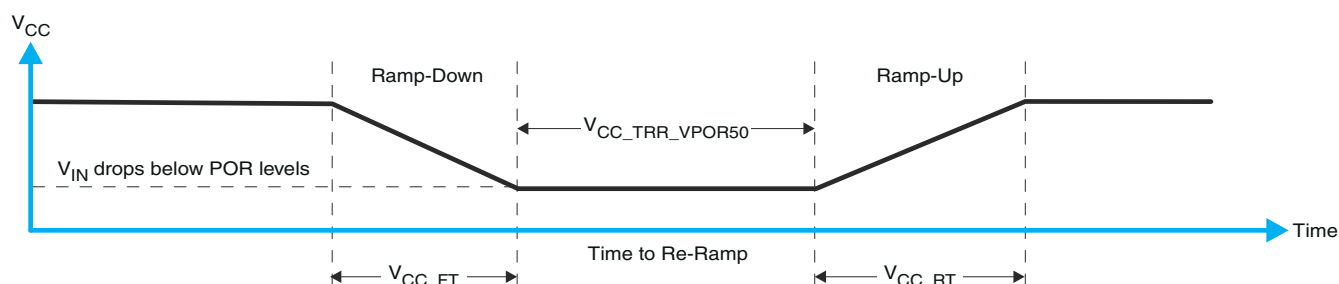 VCC
Ramp-Down
Ramp-Up
VCC_TRR_VPOR50
VIN drops below POR levels
Time
Time to Re-Ramp
VCC_FT
VCC_RT